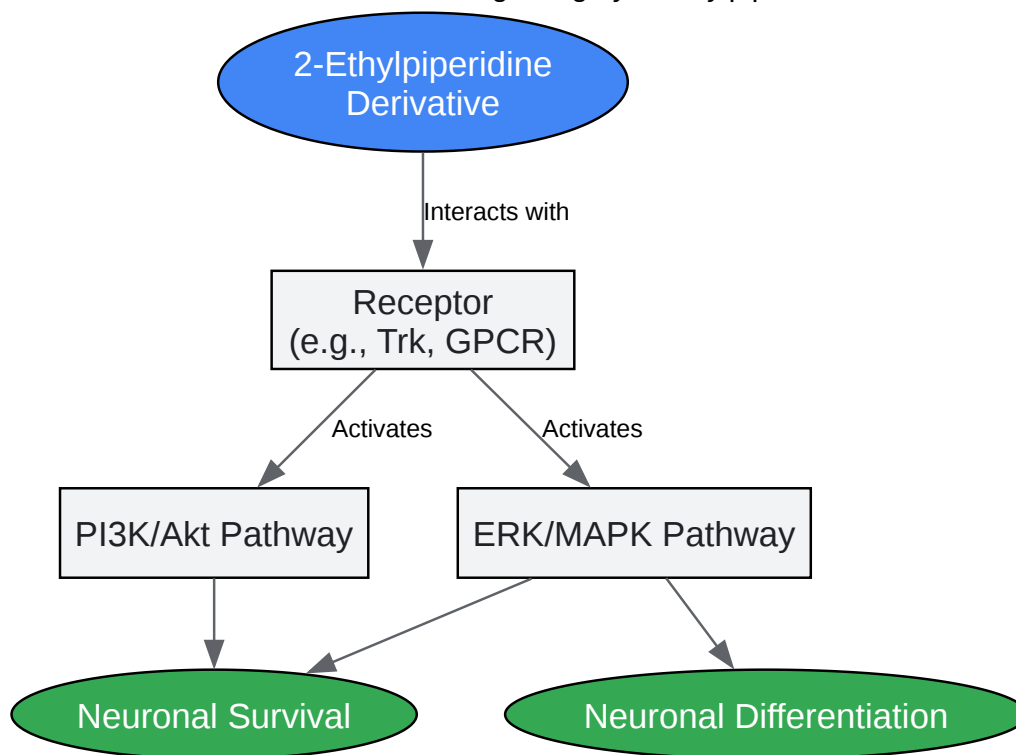 2-Ethylpiperidine
Derivative
Interacts with
Receptor
(e.g., Trk, GPCR)
Activates
Activates
PI3K/Akt Pathway
ERK/MAPK Pathway
Neuronal Survival
Neuronal Differentiation